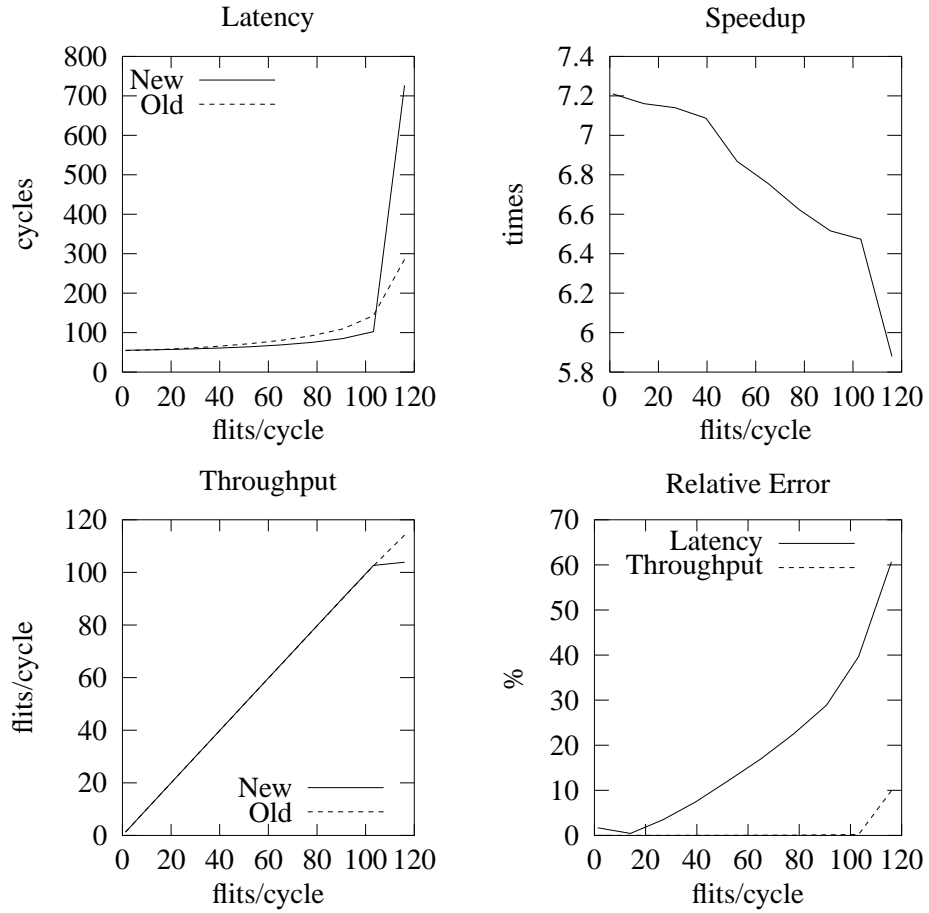 Latency
800
700
600
500
400
300
200
100
0
cycles
New
Old
0 20 40 60 80 100 120
flits/cycle
Speedup
7.4
7.2
7
6.8
6.6
6.4
6.2
6
5.8
times
0 20 40 60 80 100 120
flits/cycle
Throughput
120
100
80
60
40
20
0
flits/cycle
New
Old
0 20 40 60 80 100 120
flits/cycle
Relative Error
70
60
50
40
30
20
10
0
%
Latency
Throughput
0 20 40 60 80 100 120
flits/cycle